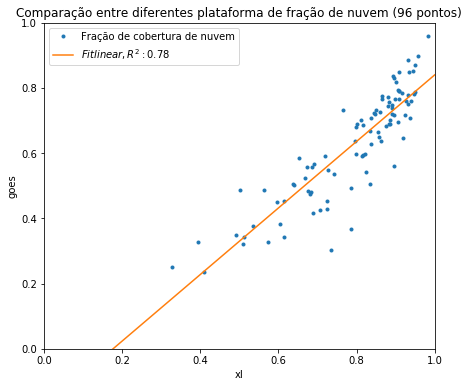 Comparação entre diferentes plataforma de fração de nuvem (96 pontos)
Fração de cobertura de nuvem
Fitlinear, R²: 0.78
1.0
0.8
0.6
0.4
0.2
0.0
goes
0.0 0.2 0.4 0.6 0.8 1.0
xl